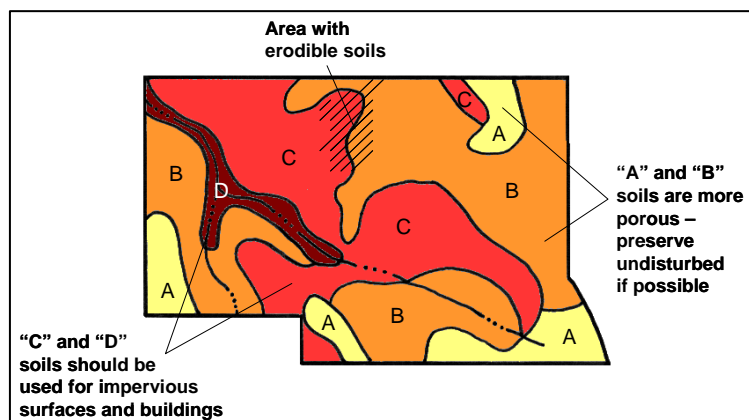 Area with
erodible soils
C
A
B
C
D
B
C
"A" and "B"
soils are more
porous –
preserve
undisturbed
if possible
A
A
B
A
"C" and "D"
soils should be
used for impervious
surfaces and buildings